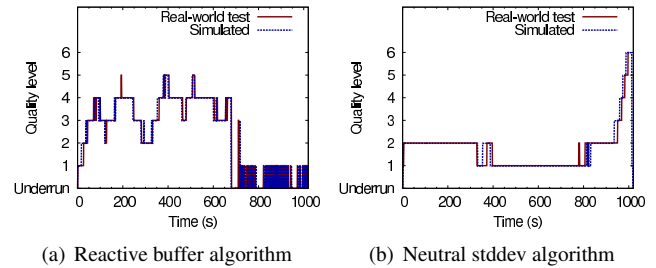 Real-world test
Simulated
Quality level
6
5
4
3
2
1
Underrun
0 200 400 600 800 1000
Time (s)
(a) Reactive buffer algorithm
Real-world test
Simulated
Quality level
6
5
4
3
2
1
Underrun
0 200 400 600 800 1000
Time (s)
(b) Neutral stddev algorithm